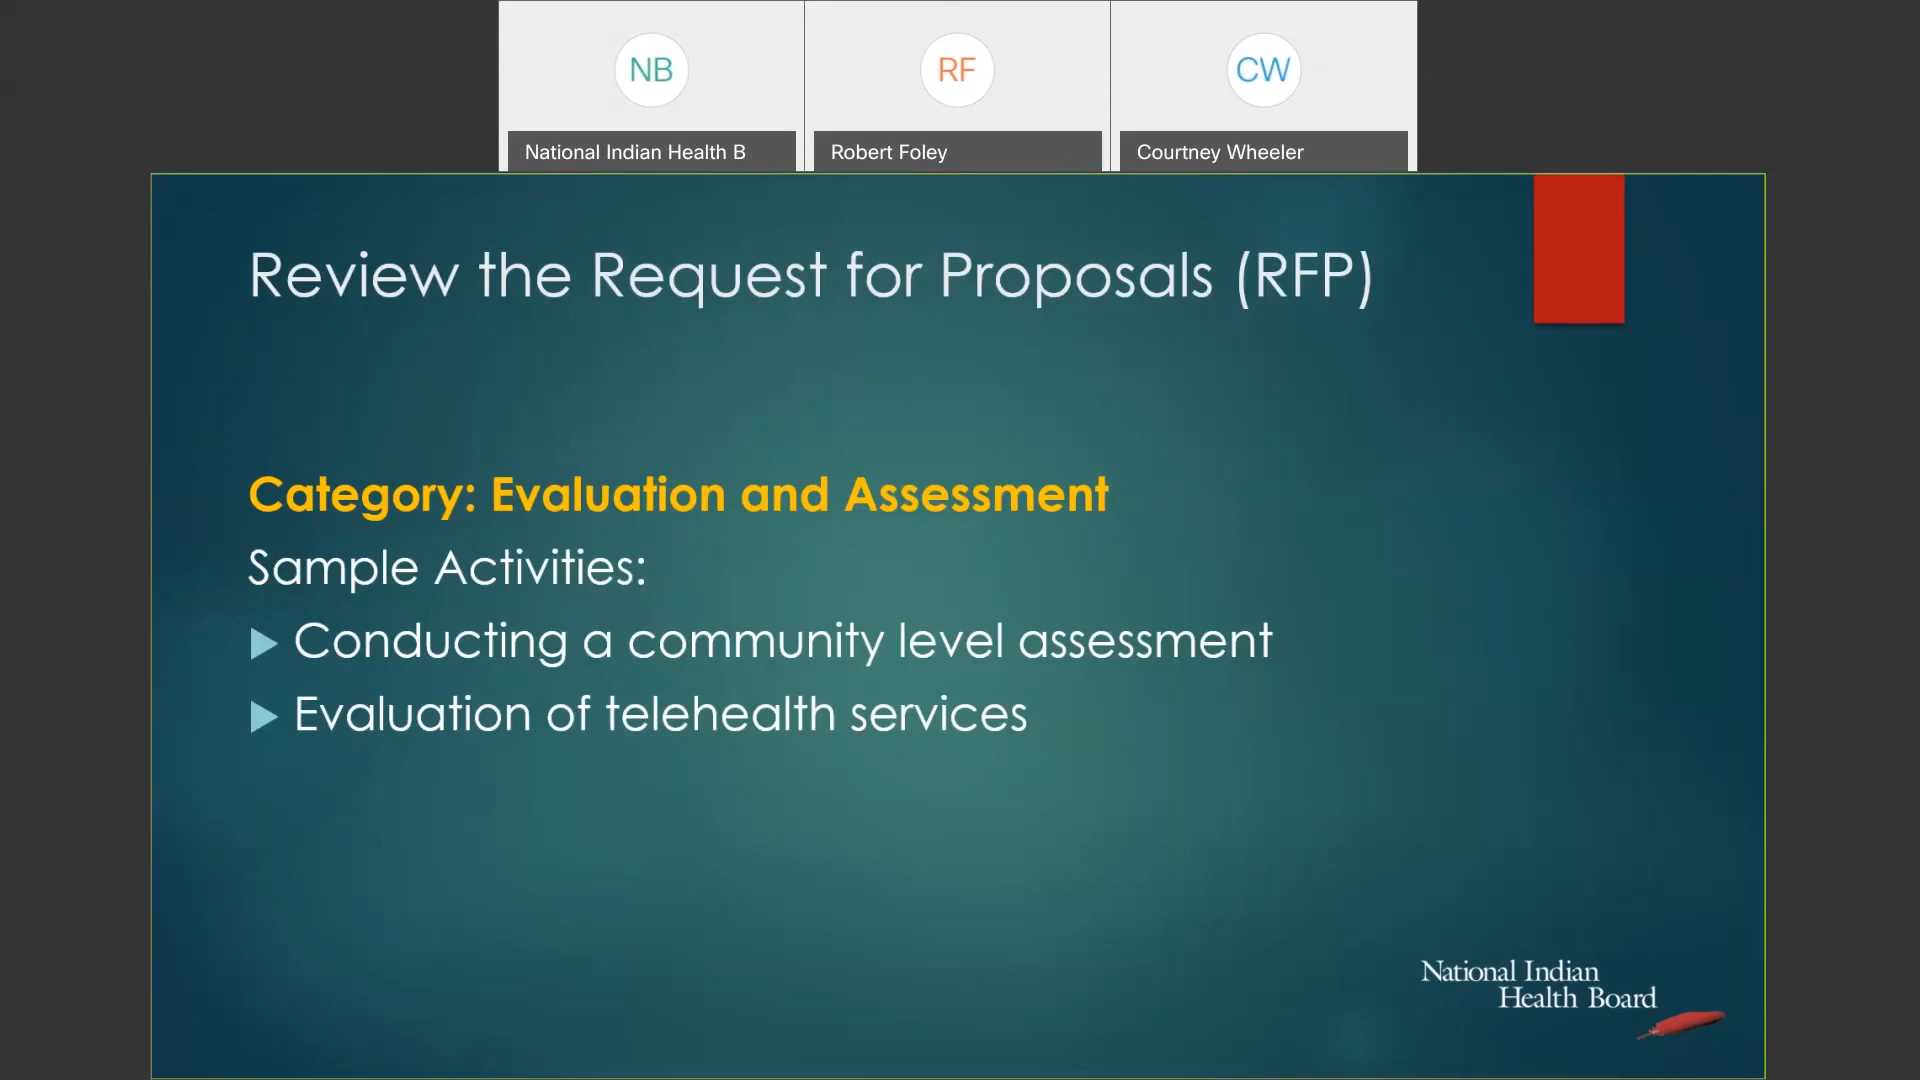 NB
RF
CW
National Indian Health B
Robert Foley
Courtney Wheeler
Review the Request for Proposals (RFP)
Category: Evaluation and Assessment
Sample Activities:
Conducting a community level assessment
Evaluation of telehealth services
National Indian
Health Board